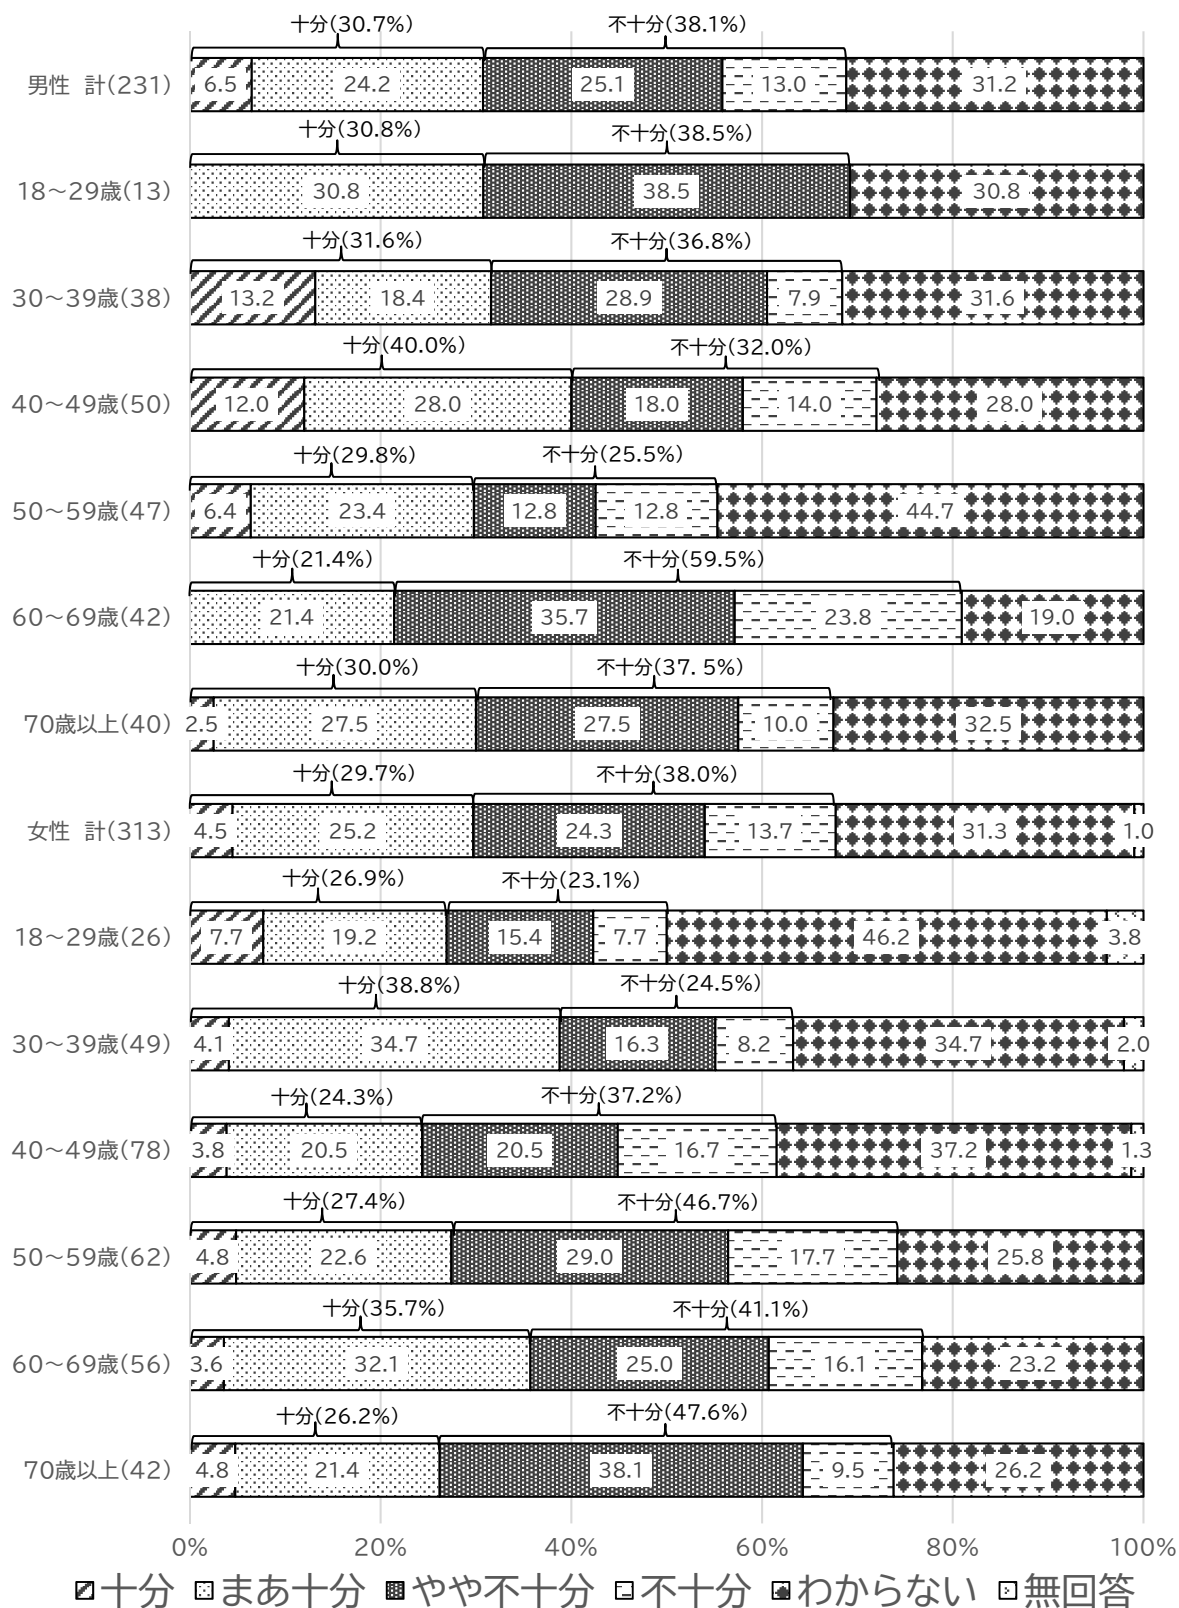 十分(30.7%) 不十分(38.1%)
男性 計(231) 6.5 24.2 25.1 13.0 31.2
十分(30.8%) 不十分(38.5%)
18～29歳(13) 30.8 38.5 30.8
十分(31.6%) 不十分(36.8%)
30～39歳(38) 13.2 18.4 28.9 7.9 31.6
十分(40.0%) 不十分(32.0%)
40～49歳(50) 12.0 28.0 18.0 14.0 28.0
十分(29.8%) 不十分(25.5%)
50～59歳(47) 6.4 23.4 12.8 12.8 44.7
十分(21.4%) 不十分(59.5%)
60～69歳(42) 21.4 35.7 23.8 19.0
十分(30.0%) 不十分(37. 5%)
70歳以上(40) 2.5 27.5 27.5 10.0 32.5
十分(29.7%) 不十分(38.0%)
女性 計(313) 4.5 25.2 24.3 13.7 31.3 1.0
十分(26.9%) 不十分(23.1%)
18～29歳(26) 7.7 19.2 15.4 7.7 46.2 3.8
十分(38.8%) 不十分(24.5%)
30～39歳(49) 4.1 34.7 16.3 8.2 34.7 2.0
十分(24.3%) 不十分(37.2%)
40～49歳(78) 3.8 20.5 20.5 16.7 37.2 1.3
十分(27.4%) 不十分(46.7%)
50～59歳(62) 4.8 22.6 29.0 17.7 25.8
十分(35.7%) 不十分(41.1%)
60～69歳(56) 3.6 32.1 25.0 16.1 23.2
十分(26.2%) 不十分(47.6%)
70歳以上(42) 4.8 21.4 38.1 9.5 26.2
0% 20% 40% 60% 80% 100%
十分 まあ十分 やや不十分 不十分 わからない 無回答